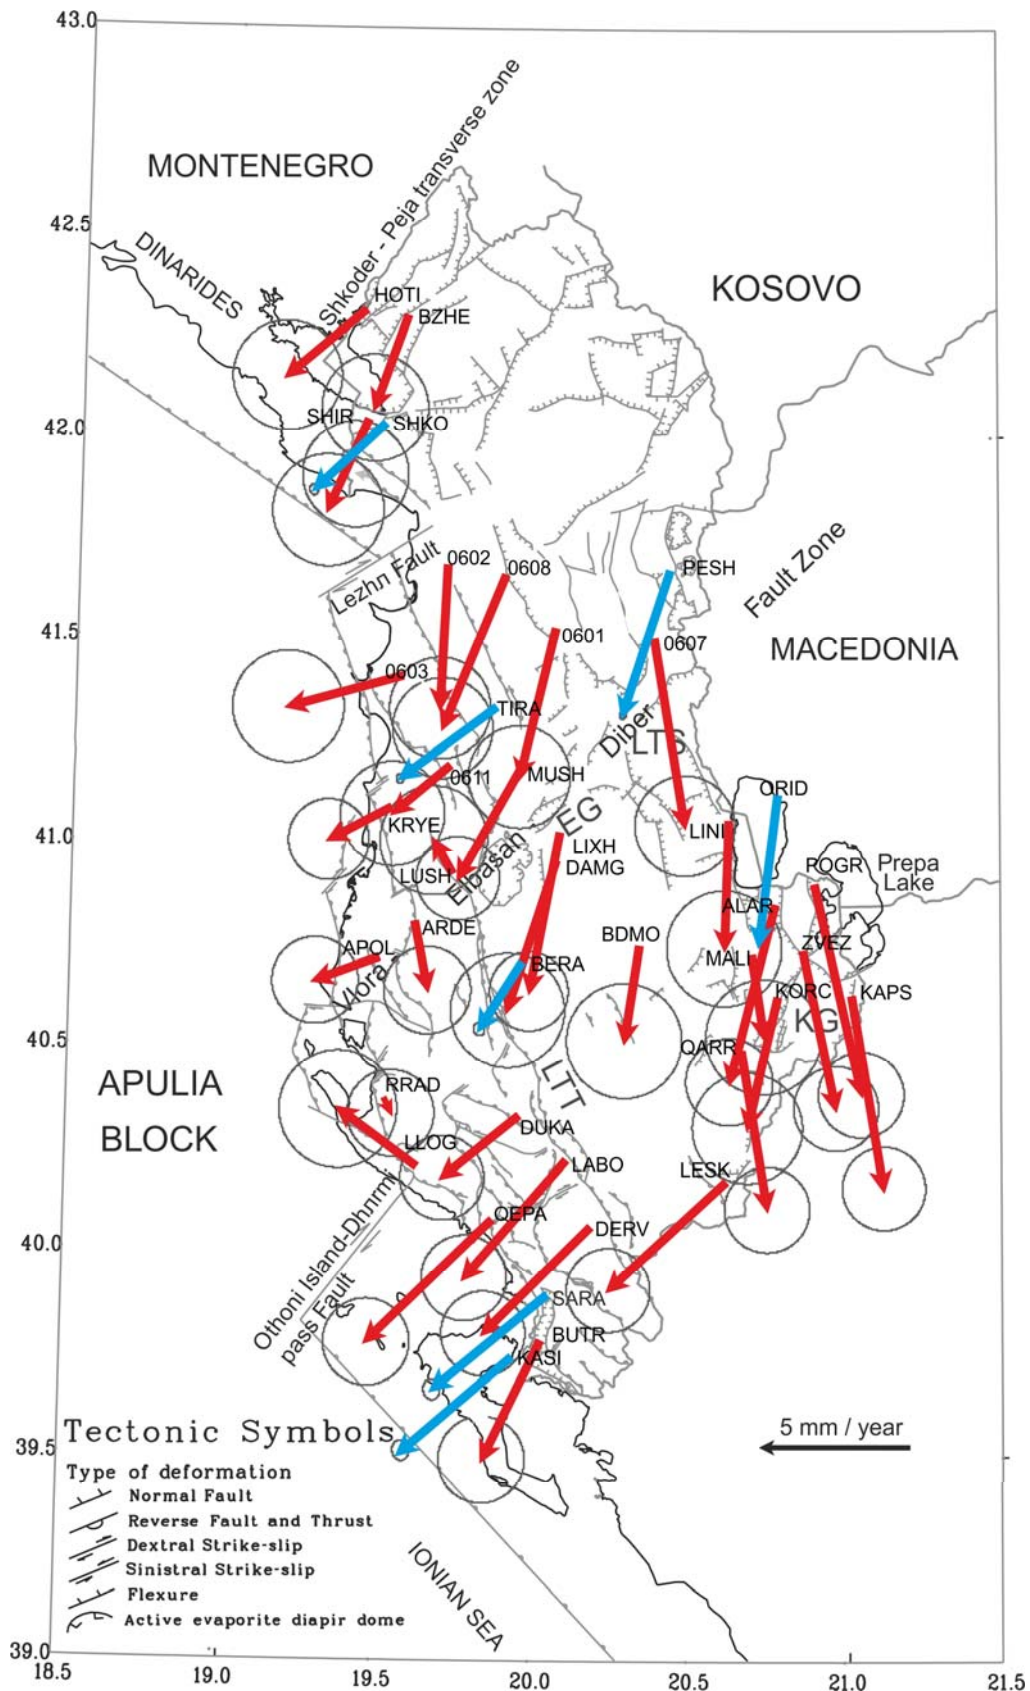 43.0
MONTENEGRO
Shkoder - Peja transverse zone
42.5
DINARIDES
KOSOVO
HOTI
BZHE
42.0
SHIR
SHKO
Lezhn Fault
0602
0608
PESH
Fault Zone
41.5
0601
0607
MACEDONIA
0603
TIRA
Diber
LTS
0611
MUSH
ORID
41.0
KRYE
EG
LINI
LIXH
DAMG
LUSH
Elbasan
POGR
Prepa
Lake
ALAR
ARDE
BDMO
ZVEZ
APOL
BERA
MALI
Vlora
KORC
KAPS
40.5
KG
QARR
APULIA
BLOCK
LTT
RRAD
DUKA
LLOG
LABO
LESK
QEPA
DERV
40.0
Othoni Island-Dhnrmi
pass Fault
SARA
BUTR
KASI
5 mm / year
39.5
Tectonic Symbols
Type of deformation
Normal Fault
Reverse Fault and Thrust
Dextral Strike-slip
Sinistral Strike-slip
Flexure
Active evaporite diapir dome
IONIAN SEA
39.0
18.5
19.0
19.5
20.0
20.5
21.0
21.5